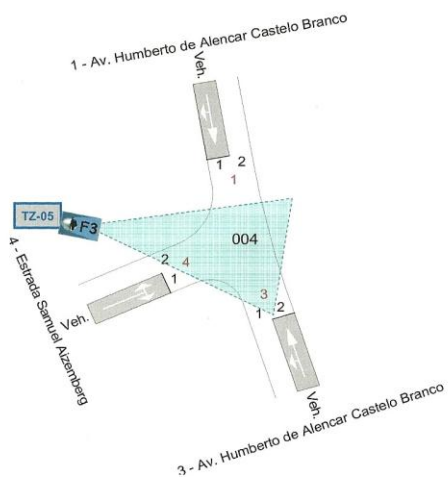 1 - Av. Humberto de Alencar Castelo Branco
Veh.
1 2
1
TZ-05
F3
004
2 4
1
3
1 2
Veh.
4 - Estrada Samuel Aizemberg
Veh.
3 - Av. Humberto de Alencar Castelo Branco